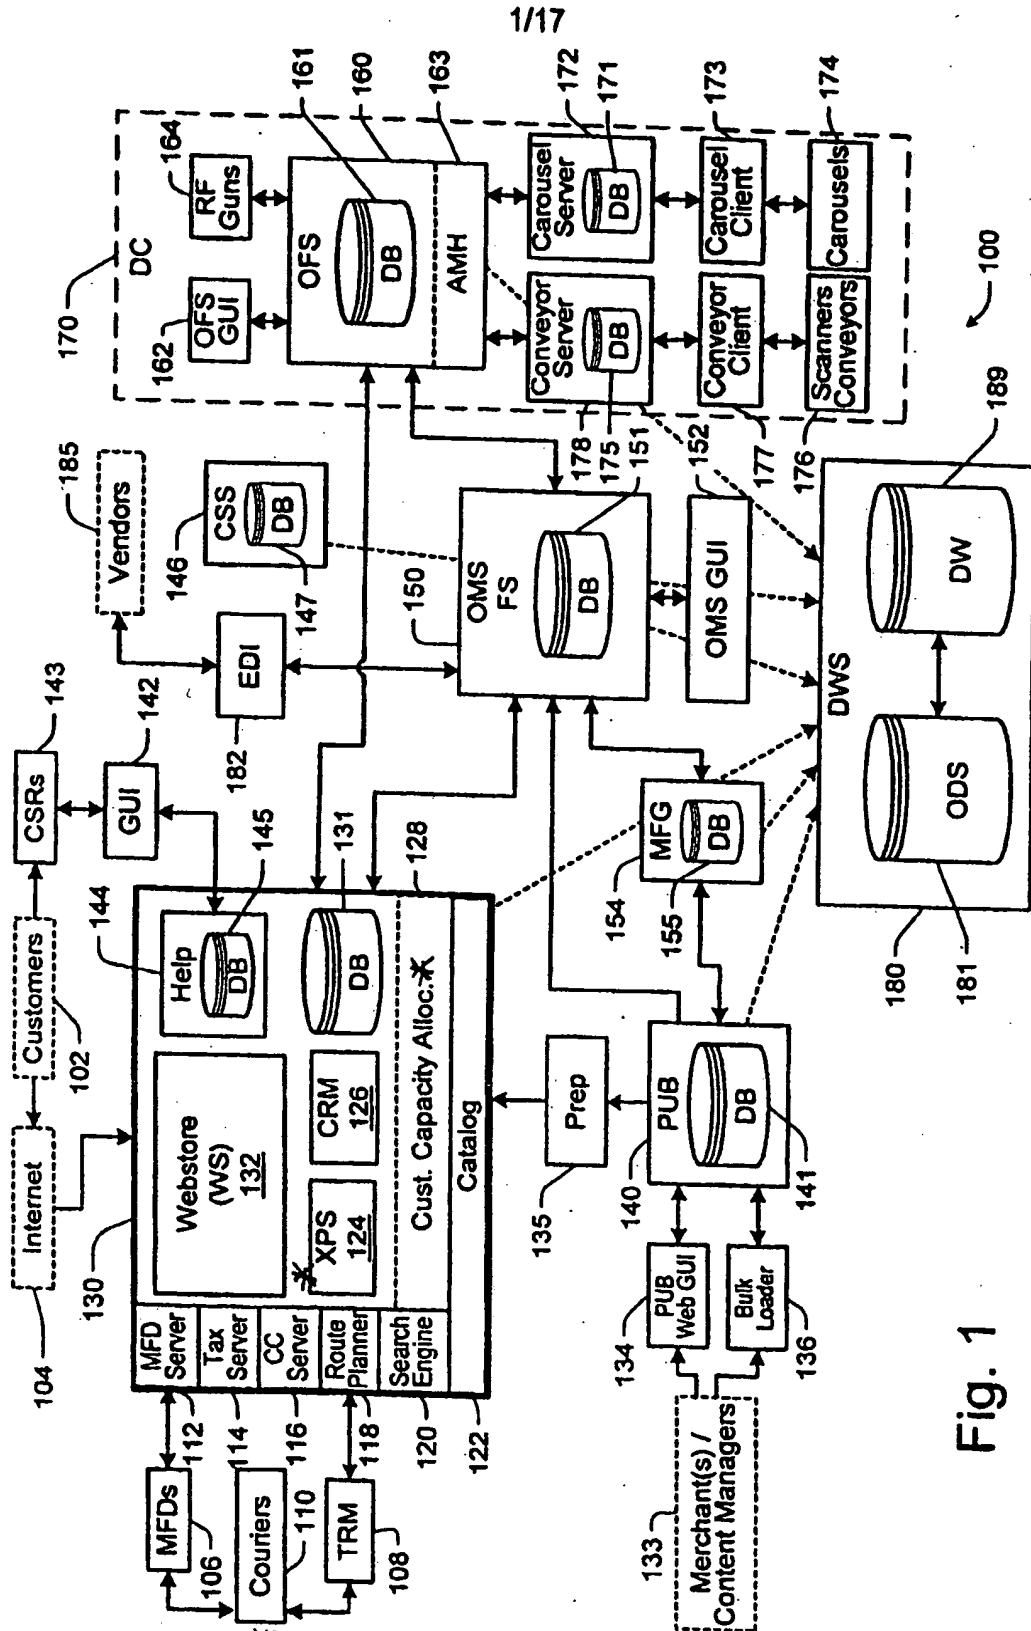 1/17
Fig. 1
100
Customers
102
Internet
104
CSRs
143
GUI
142
Vendors
185
EDI
182
CSS
DB
146
147
130
MFD Server
112
Tax Server
114
CC Server
116
Route Planner
118
Search Engine
120
Catalog
122
Webstore (WS)
132
XPS
124
CRM
126
Help
DB
144
145
DB
131
Cust. Capacity Alloc.
128
MFDs
106
Couriers
110
TRM
108
Merchant(s) /
Content Managers
133
PUB
Web GUI
134
Bulk
Loader
136
Prep
135
PUB
DB
140
141
MFG
DB
154
155
OMS
FS
DB
150
151
OMS GUI
152
DC
170
OFS
GUI
162
RF
Guns
164
OFS
DB
161
160
AMH
163
Conveyor
Server
DB
178
175
Carousel
Server
DB
172
171
Conveyor
Client
177
Carousel
Client
173
Scanners
Conveyors
176
Carousels
174
DWS
180
ODS
181
DW
189